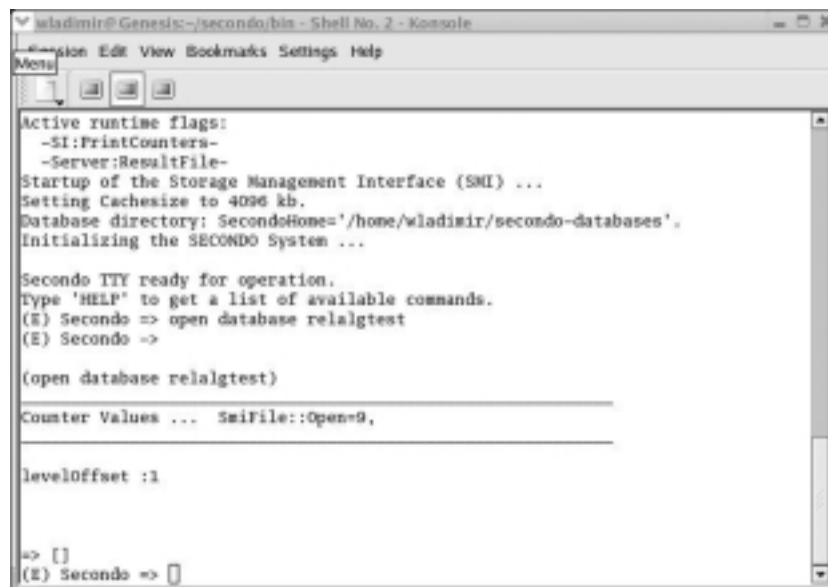 wladimir@Genesis:~/secondo/bin - Shell No. 2 - Konsole
Session Edit View Bookmarks Settings Help
Menu
Active runtime flags:
-SI:PrintCounters-
-Server:ResultFile-
Startup of the Storage Management Interface (SMI) ...
Setting Cachesize to 4096 kb.
Database directory: SecondoHome='/home/wladimir/secondo-databases'.
Initializing the SECONDO System ...
Secondo TTY ready for operation.
Type 'HELP' to get a list of available commands.
(E) Secondo => open database relalgtest
(E) Secondo ->
(open database relalgtest)
Counter Values ... SmiFile::Open=9,
levelOffset :1
=> []
(E) Secondo =>